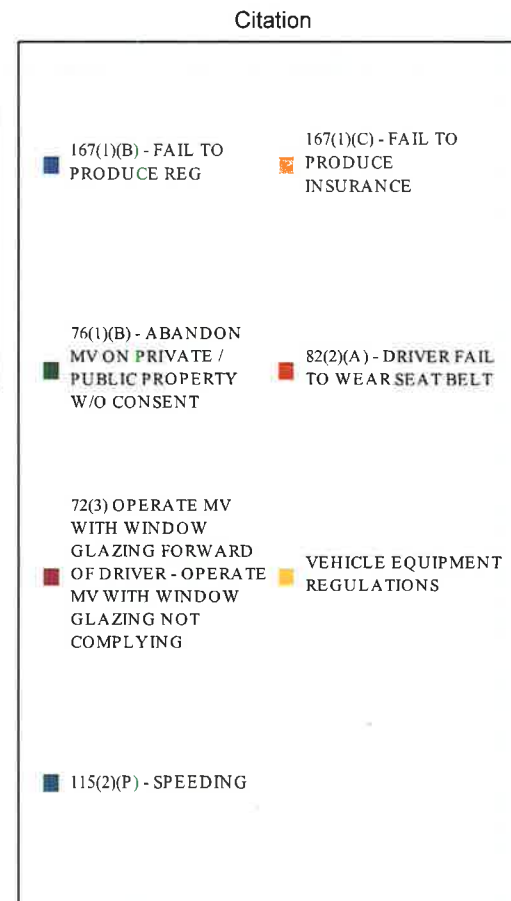 Citation
167(1)(B) - FAIL TO
PRODUCE REG
167(1)(C) - FAIL TO
PRODUCE
INSURANCE
76(1)(B) - ABANDON
MV ON PRIVATE /
PUBLIC PROPERTY
W/O CONSENT
82(2)(A) - DRIVER FAIL
TO WEAR SEAT BELT
72(3) OPERATE MV
WITH WINDOW
GLAZING FORWARD
OF DRIVER - OPERATE
MV WITH WINDOW
GLAZING NOT
COMPLYING
VEHICLE EQUIPMENT
REGULATIONS
115(2)(P) - SPEEDING